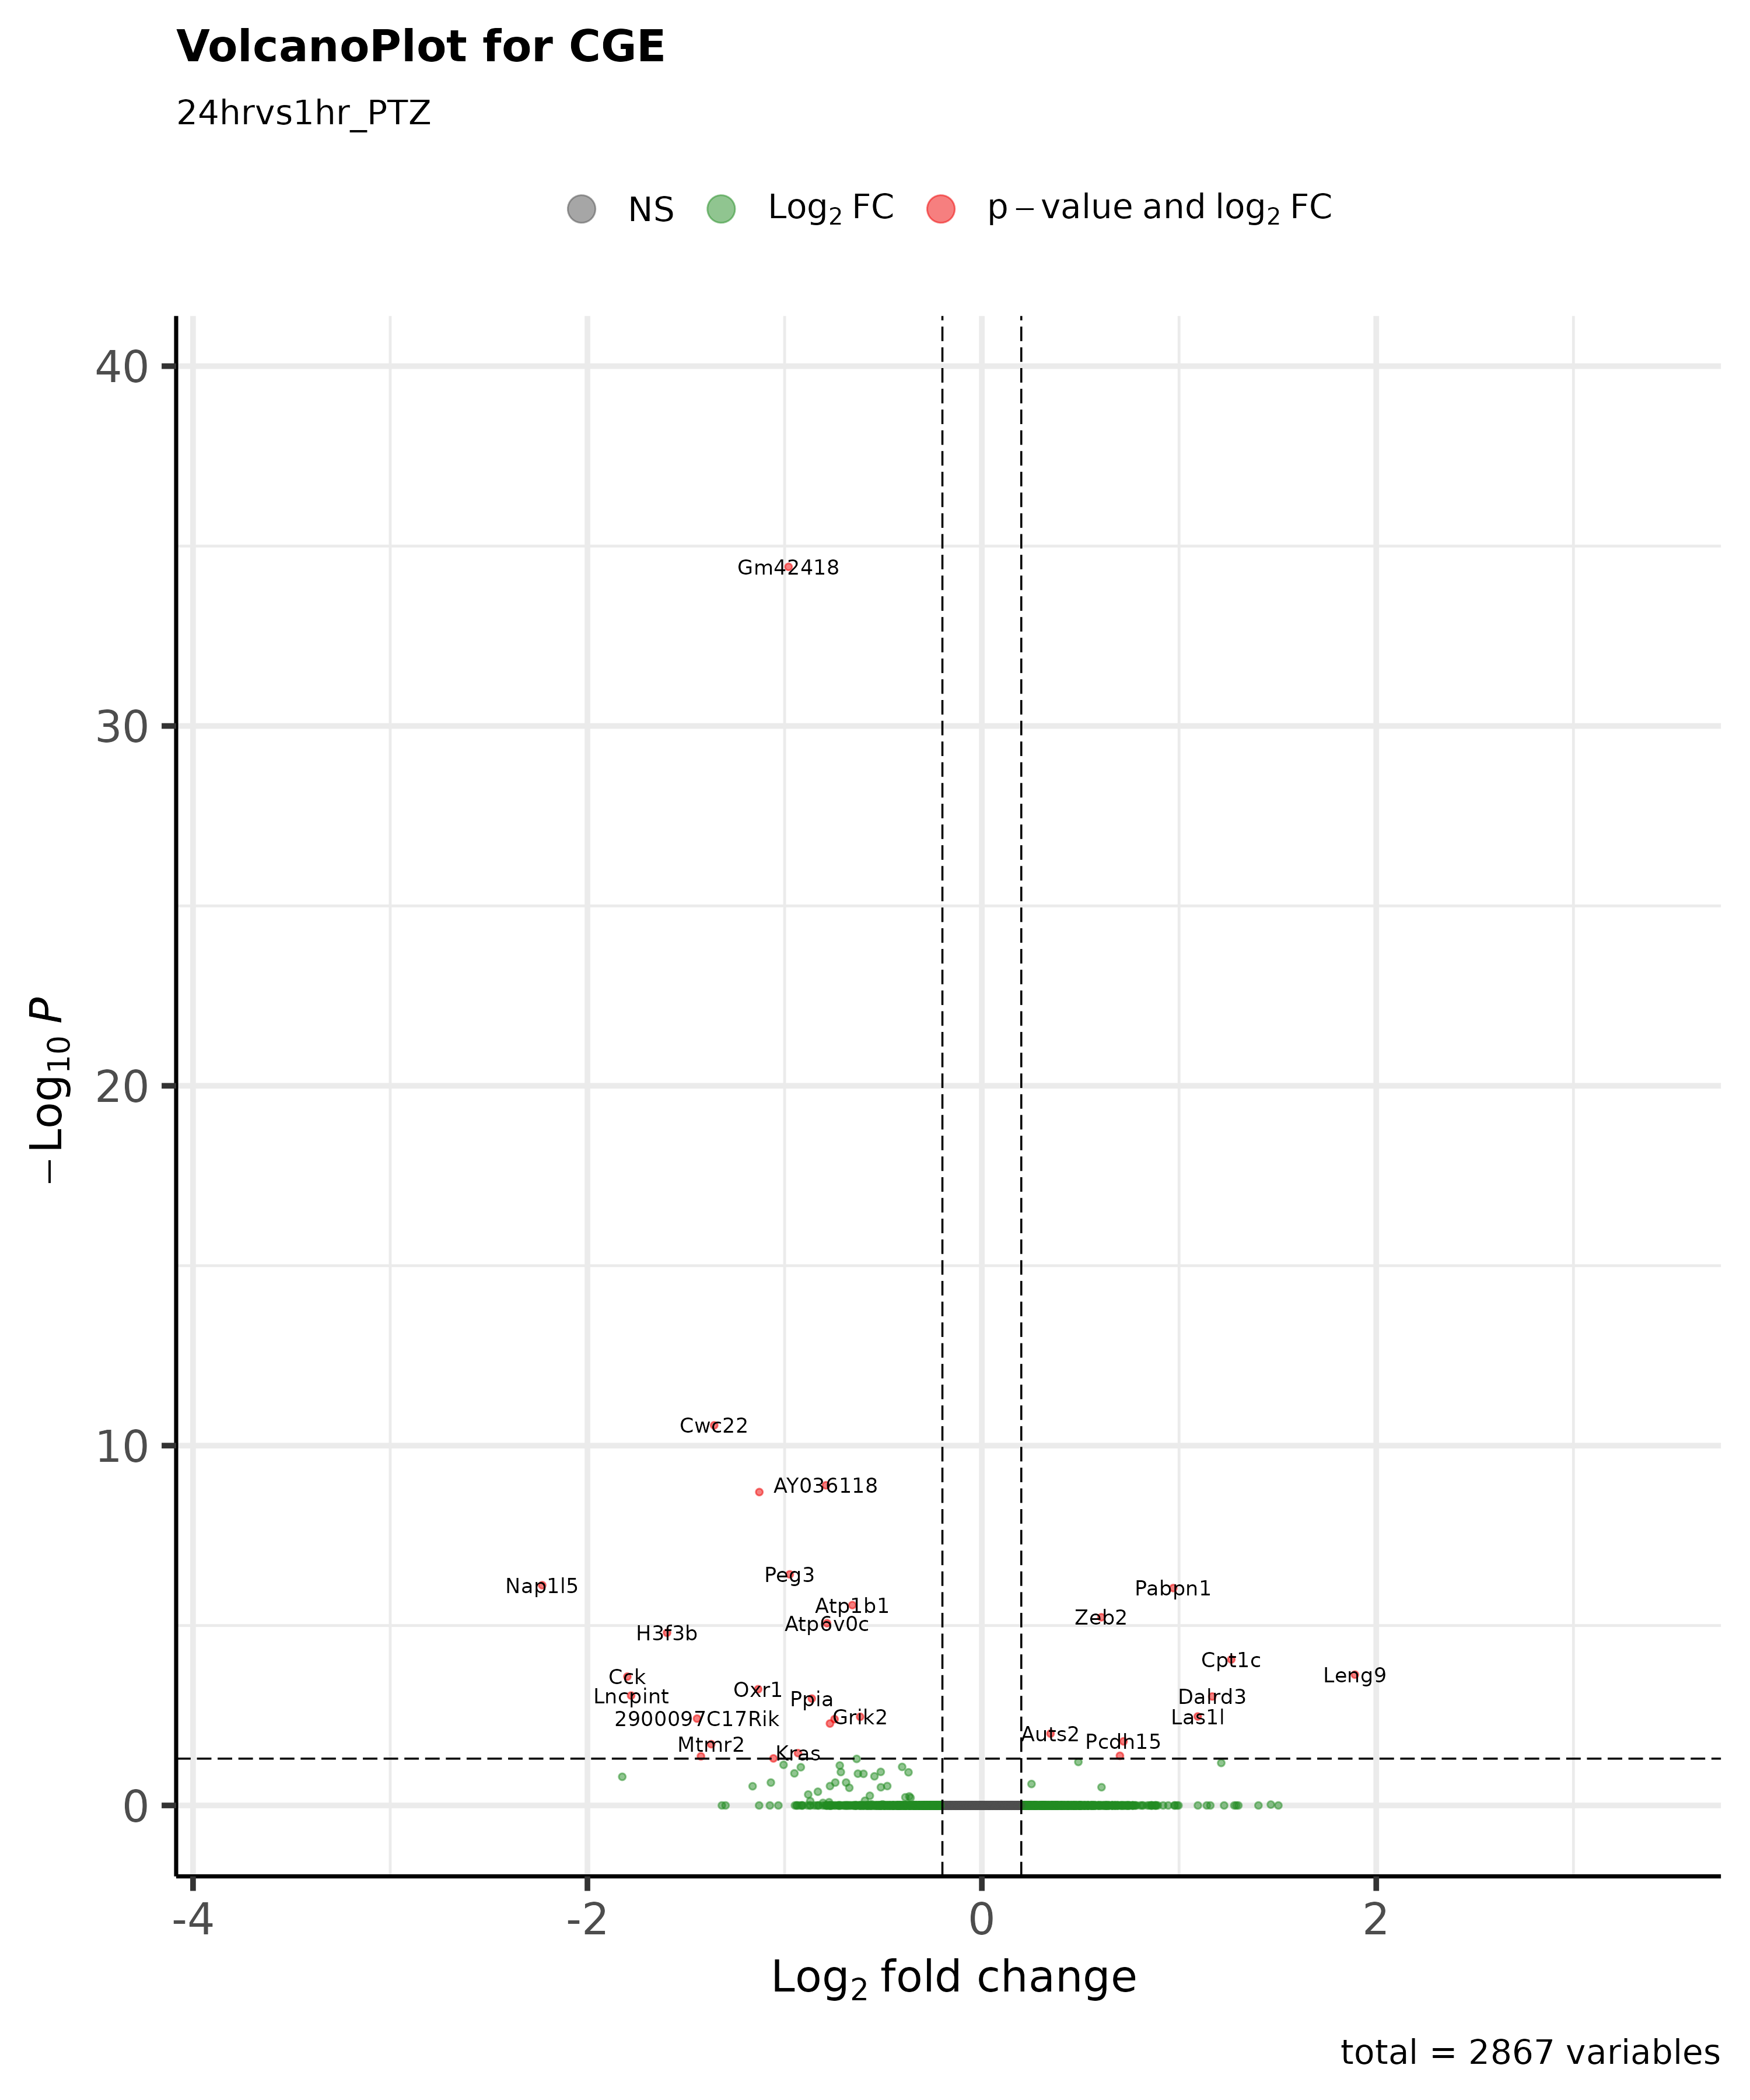 VolcanoPlot for CGE
24hrvs1hr_PTZ
NS
Log2 FC
p − value and log2 FC
−Log10 P
40
30
20
10
0
Gm42418
Cwc22
AY036118
Peg3
Nap1l5
Pabpn1
Atp1b1
Zeb2
Atp6v0c
H3f3b
Cpt1c
Leng9
Cck
Oxr1
Lncpint
Dalrd3
Ppia
2900097C17Rik
Grik2
Las1l
Auts2
Pcdh15
Mtmr2
Kras
-4
-2
0
2
Log2 fold change
total = 2867 variables